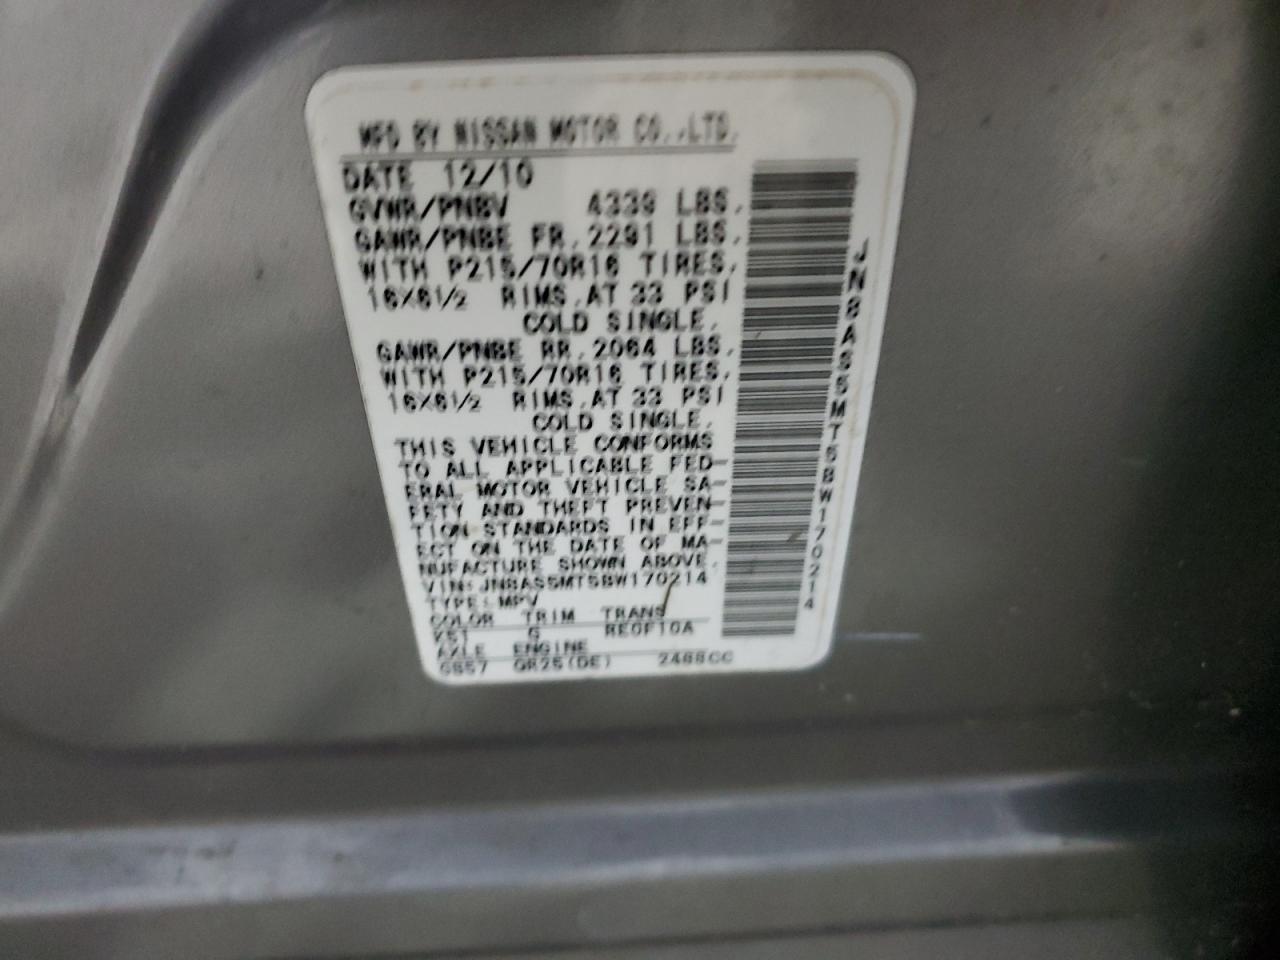 MFD BY NISSAN MOTOR CO.,LTD.
DATE 12/10
GVWR/PNBV 4339 LBS.
GAWR/PNBE FR. 2291 LBS.
WITH P215/70R16 TIRES,
16X6 1/2 RIMS, AT 33 PSI
COLD SINGLE.
GAWR/PNBE RR. 2064 LBS.
WITH P215/70R16 TIRES,
16X6 1/2 RIMS, AT 33 PSI
COLD SINGLE.
THIS VEHICLE CONFORMS
TO ALL APPLICABLE FED-
ERAL MOTOR VEHICLE SA-
FETY AND THEFT PREVEN-
TION STANDARDS IN EFF-
ECT ON THE DATE OF MA-
NUFACTURE SHOWN ABOVE.
VIN: JN8AS5MT5BW170214
TYPE: MPV
COLOR TRIM TRANS
G RE0F10A
AXLE ENGINE
QR25(DE) 2488CC
JN8AS5MT5BW170214